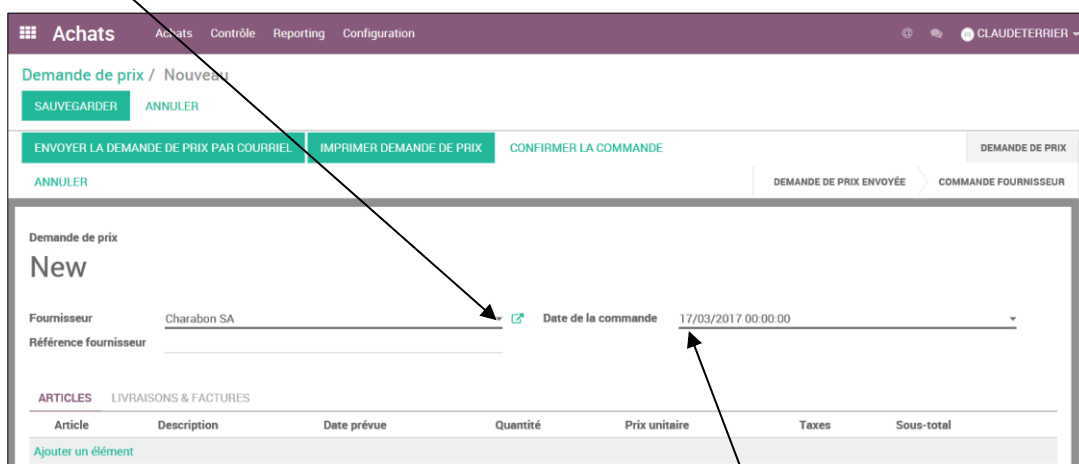 Achats Achats Contrôle Reporting Configuration @ CLAUDETERRIER
Demande de prix / Nouveau
SAUVEGARDER ANNULER
ENVOYER LA DEMANDE DE PRIX PAR COURRIEL IMPRIMER DEMANDE DE PRIX CONFIRMER LA COMMANDE DEMANDE DE PRIX
ANNULER DEMANDE DE PRIX ENVOYÉE COMMANDE FOURNISSEUR
Demande de prix
New
Fournisseur Charabon SA Date de la commande 17/03/2017 00:00:00
Référence fournisseur
ARTICLES LIVRAISONS & FACTURES
Article Description Date prévue Quantité Prix unitaire Taxes Sous-total
Ajouter un élément